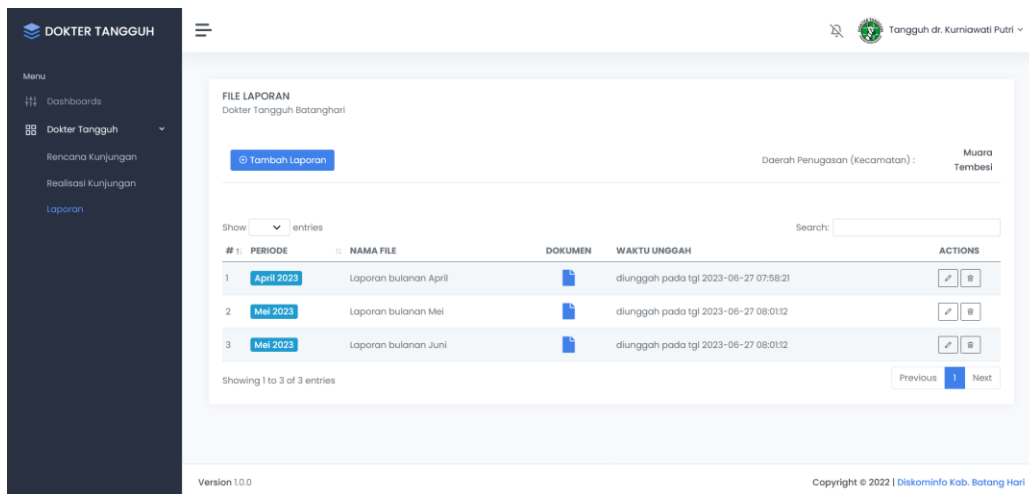 DOKTER TANGGUH
Tangguh dr. Kurniawati Putri
Menu
Dashboards
Dokter Tangguh
Rencana Kunjungan
Realisasi Kunjungan
Laporan
FILE LAPORAN
Dokter Tangguh Batanghari
Tambah Laporan
Daerah Penugasan (Kecamatan) :
Muara
Tembesi
Show entries
Search:
# PERIODE NAMA FILE DOKUMEN WAKTU UNGGAH ACTIONS
1 April 2023 Laporan bulanan April diunggah pada tgl 2023-06-27 07:58:21
2 Mei 2023 Laporan bulanan Mei diunggah pada tgl 2023-06-27 08:01:12
3 Mei 2023 Laporan bulanan Juni diunggah pada tgl 2023-06-27 08:01:12
Showing 1 to 3 of 3 entries
Previous 1 Next
Version 1.0.0
Copyright © 2022 | Diskominfo Kab. Batang Hari